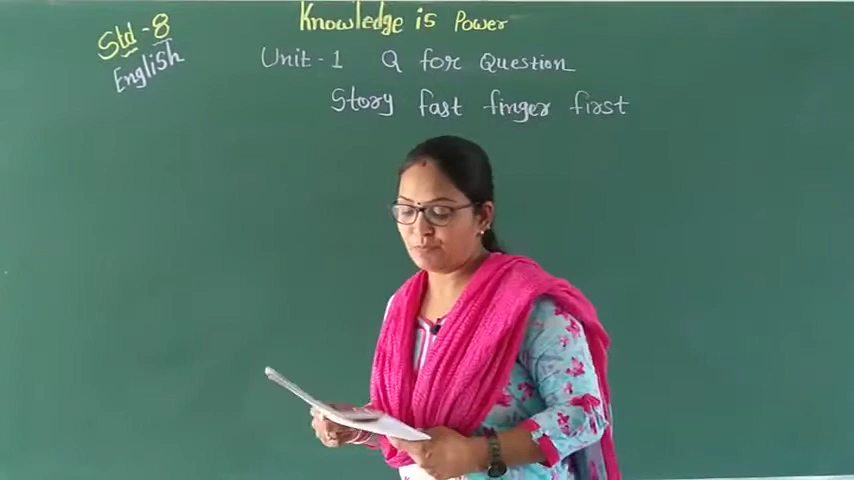 Knowledge is Power
Std - 8
English
Unit - 1 Q for Question
Story fast finger first